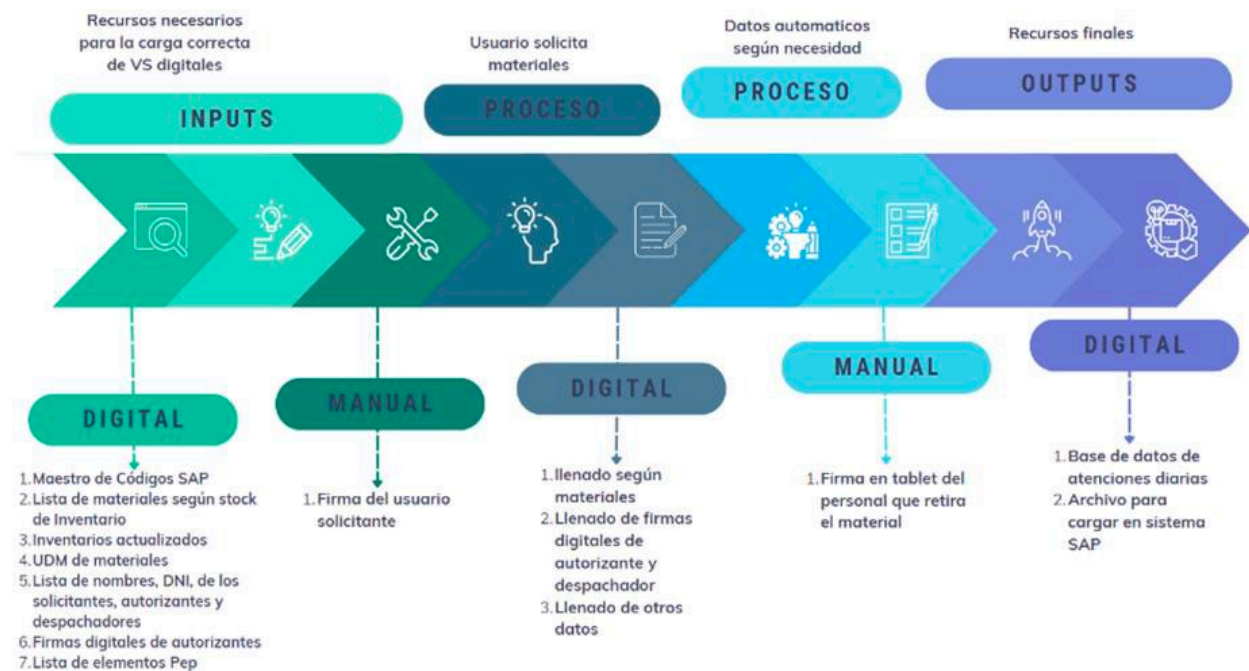 Recursos necesarios
para la carga correcta
de VS digitales
INPUTS
Usuario solicita
materiales
PROCESO
Datos automaticos
según necesidad
PROCESO
Recursos finales
OUTPUTS
DIGITAL
1. Maestro de Códigos SAP
2. Lista de materiales según stock
de Inventario
3. Inventarios actualizados
4. UDM de materiales
5. Lista de nombres, DNI, de los
solicitantes, autorizantes y
despachadores
6. Firmas digitales de autorizantes
7. Lista de elementos Pep
MANUAL
1. Firma del usuario
solicitante
DIGITAL
1. llenado según
materiales
2. Llenado de firmas
digitales de
autorizante y
despachador
3. Llenado de otros
datos
MANUAL
1. Firma en tablet del
personal que retira
el material
DIGITAL
1. Base de datos de
atenciones diarias
2. Archivo para
cargar en sistema
SAP